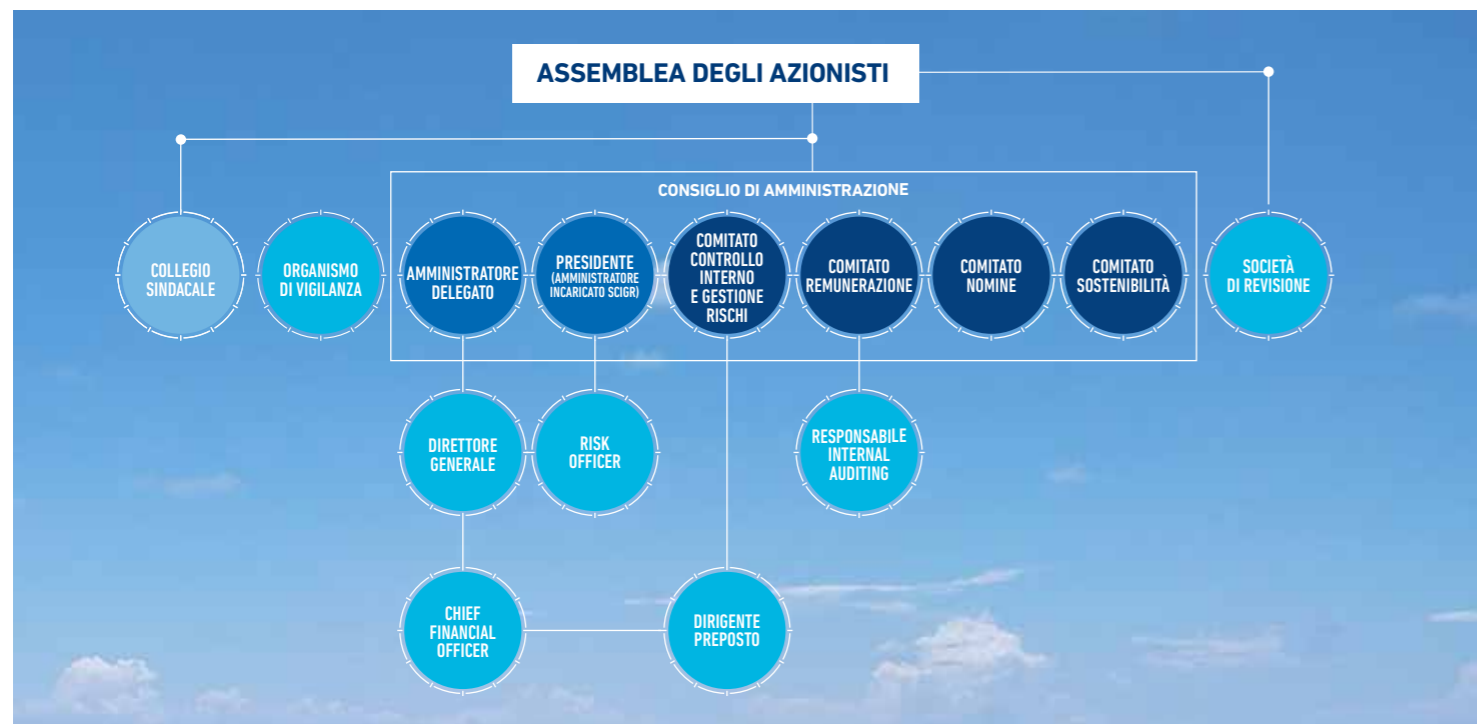 ASSEMBLEA DEGLI AZIONISTI
CONSIGLIO DI AMMINISTRAZIONE
COLLEGIO
SINDACALE
ORGANISMO
DI VIGILANZA
AMMINISTRATORE
DELEGATO
PRESIDENTE
(AMMINISTRATORE
INCARICATO SCIGR)
COMITATO
CONTROLLO
INTERNO
E GESTIONE
RISCHI
COMITATO
REMUNERAZIONE
COMITATO
NOMINE
COMITATO
SOSTENIBILITÀ
SOCIETÀ
DI REVISIONE
DIRETTORE
GENERALE
RISK
OFFICER
RESPONSABILE
INTERNAL
AUDITING
CHIEF
FINANCIAL
OFFICER
DIRIGENTE
PREPOSTO